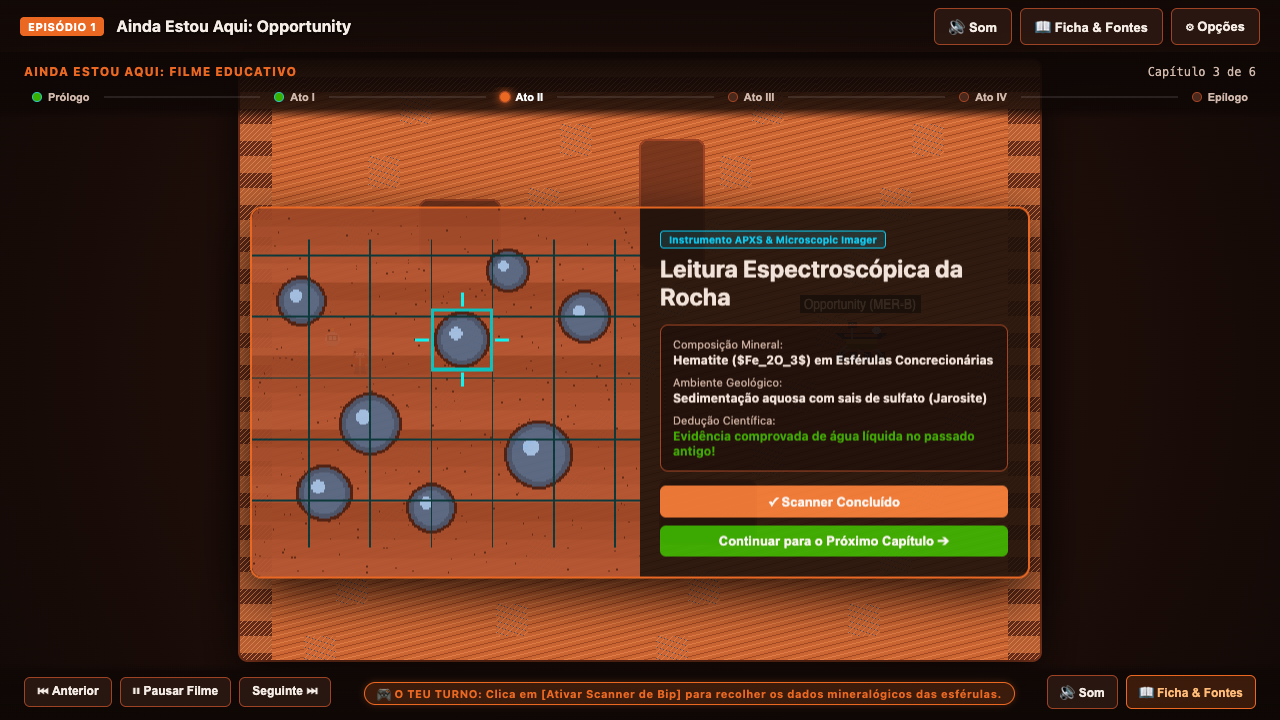 EPISÓDIO 1 Ainda Estou Aqui: Opportunity
🔊 Som
📖 Ficha & Fontes
⚙ Opções
AINDA ESTOU AQUI: FILME EDUCATIVO
Capítulo 3 de 6
Prólogo
Ato I
Ato II
Ato III
Ato IV
Epílogo
Instrumento APXS & Microscopic Imager
Leitura Espectroscópica da
Rocha
Opportunity (MER-B)
Composição Mineral:
Hematite ($Fe_2O_3$) em Esférulas Concrecionárias
Ambiente Geológico:
Sedimentação aquosa com sais de sulfato (Jarosite)
Dedução Científica:
Evidência comprovada de água líquida no passado
antigo!
✓ Scanner Concluído
Continuar para o Próximo Capítulo →
⏮ Anterior
⏸ Pausar Filme
Seguinte ⏭
🎮 O TEU TURNO: Clica em [Ativar Scanner de Bip] para recolher os dados mineralógicos das esférulas.
🔊 Som
📖 Ficha & Fontes